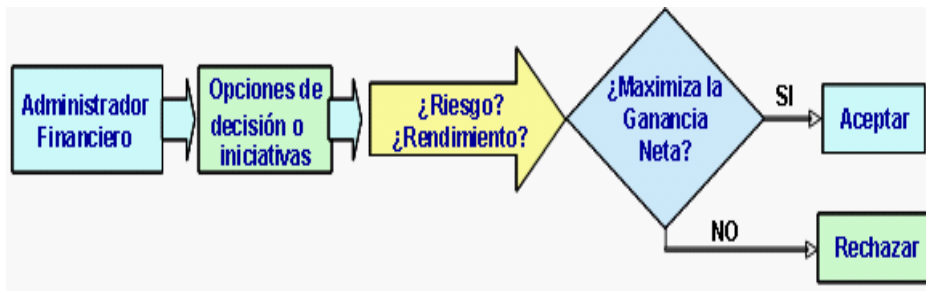 Administrador
Financiero
Opciones de
decisión o
iniciativas
¿Riesgo?
¿Rendimiento?
¿Maximiza la
Ganancia
Neta?
SI
Aceptar
NO
Rechazar